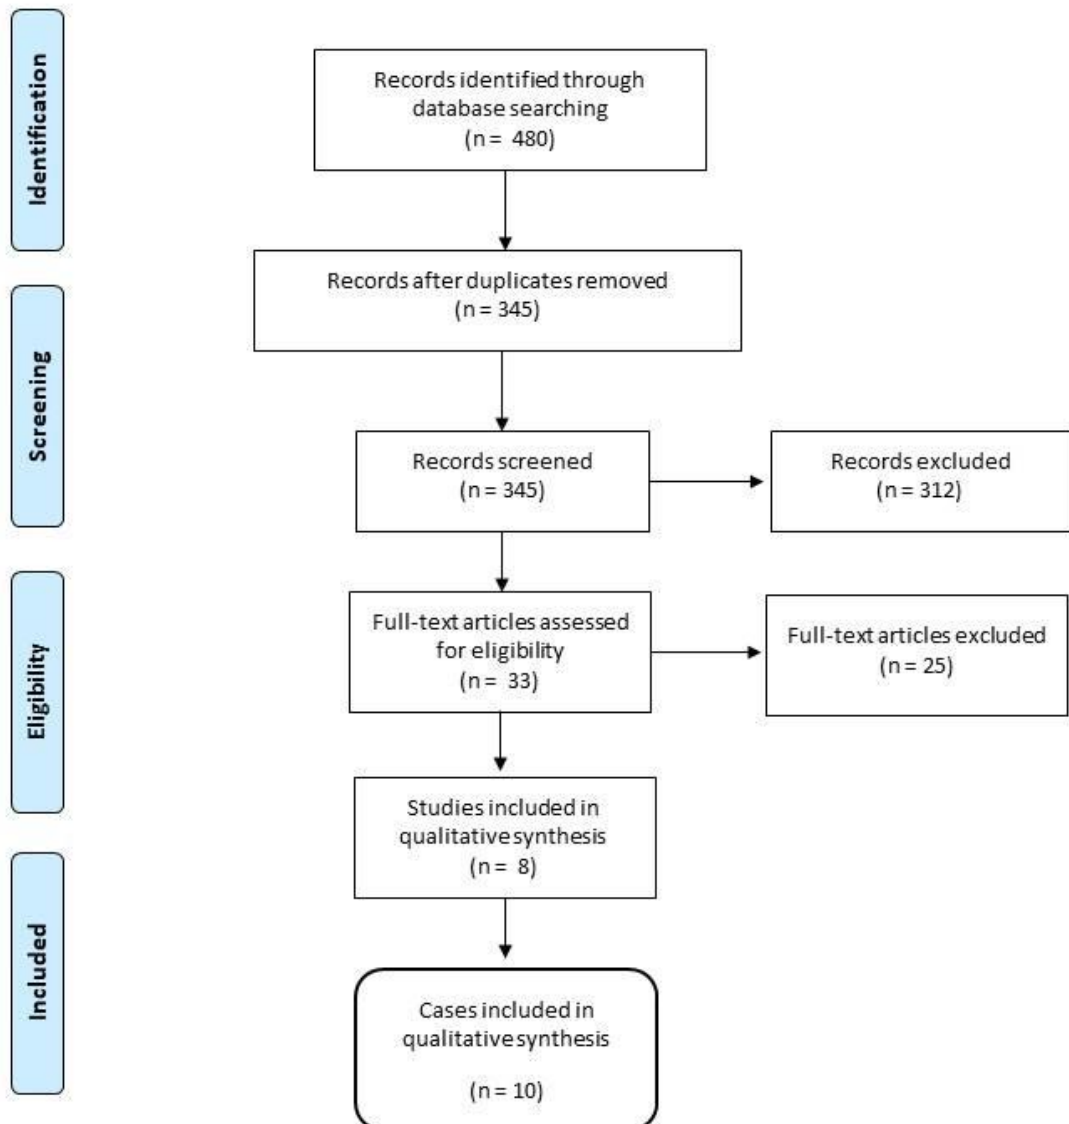 Identification
Records identified through
database searching
(n = 480)
Records after duplicates removed
(n = 345)
Screening
Records screened
(n = 345)
Records excluded
(n = 312)
Eligibility
Full-text articles assessed
for eligibility
(n = 33)
Full-text articles excluded
(n = 25)
Studies included in
qualitative synthesis
(n = 8)
Included
Cases included in
qualitative synthesis
(n = 10)